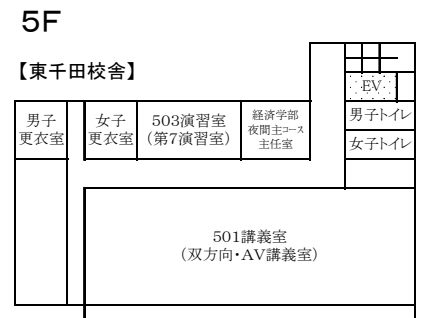 5F
【東千田校舎】
EV
男子
更衣室
女子
更衣室
503演習室
(第7演習室)
経済学部
夜間主コース
主任室
男子トイレ
女子トイレ
501講義室
(双方向・AV講義室)